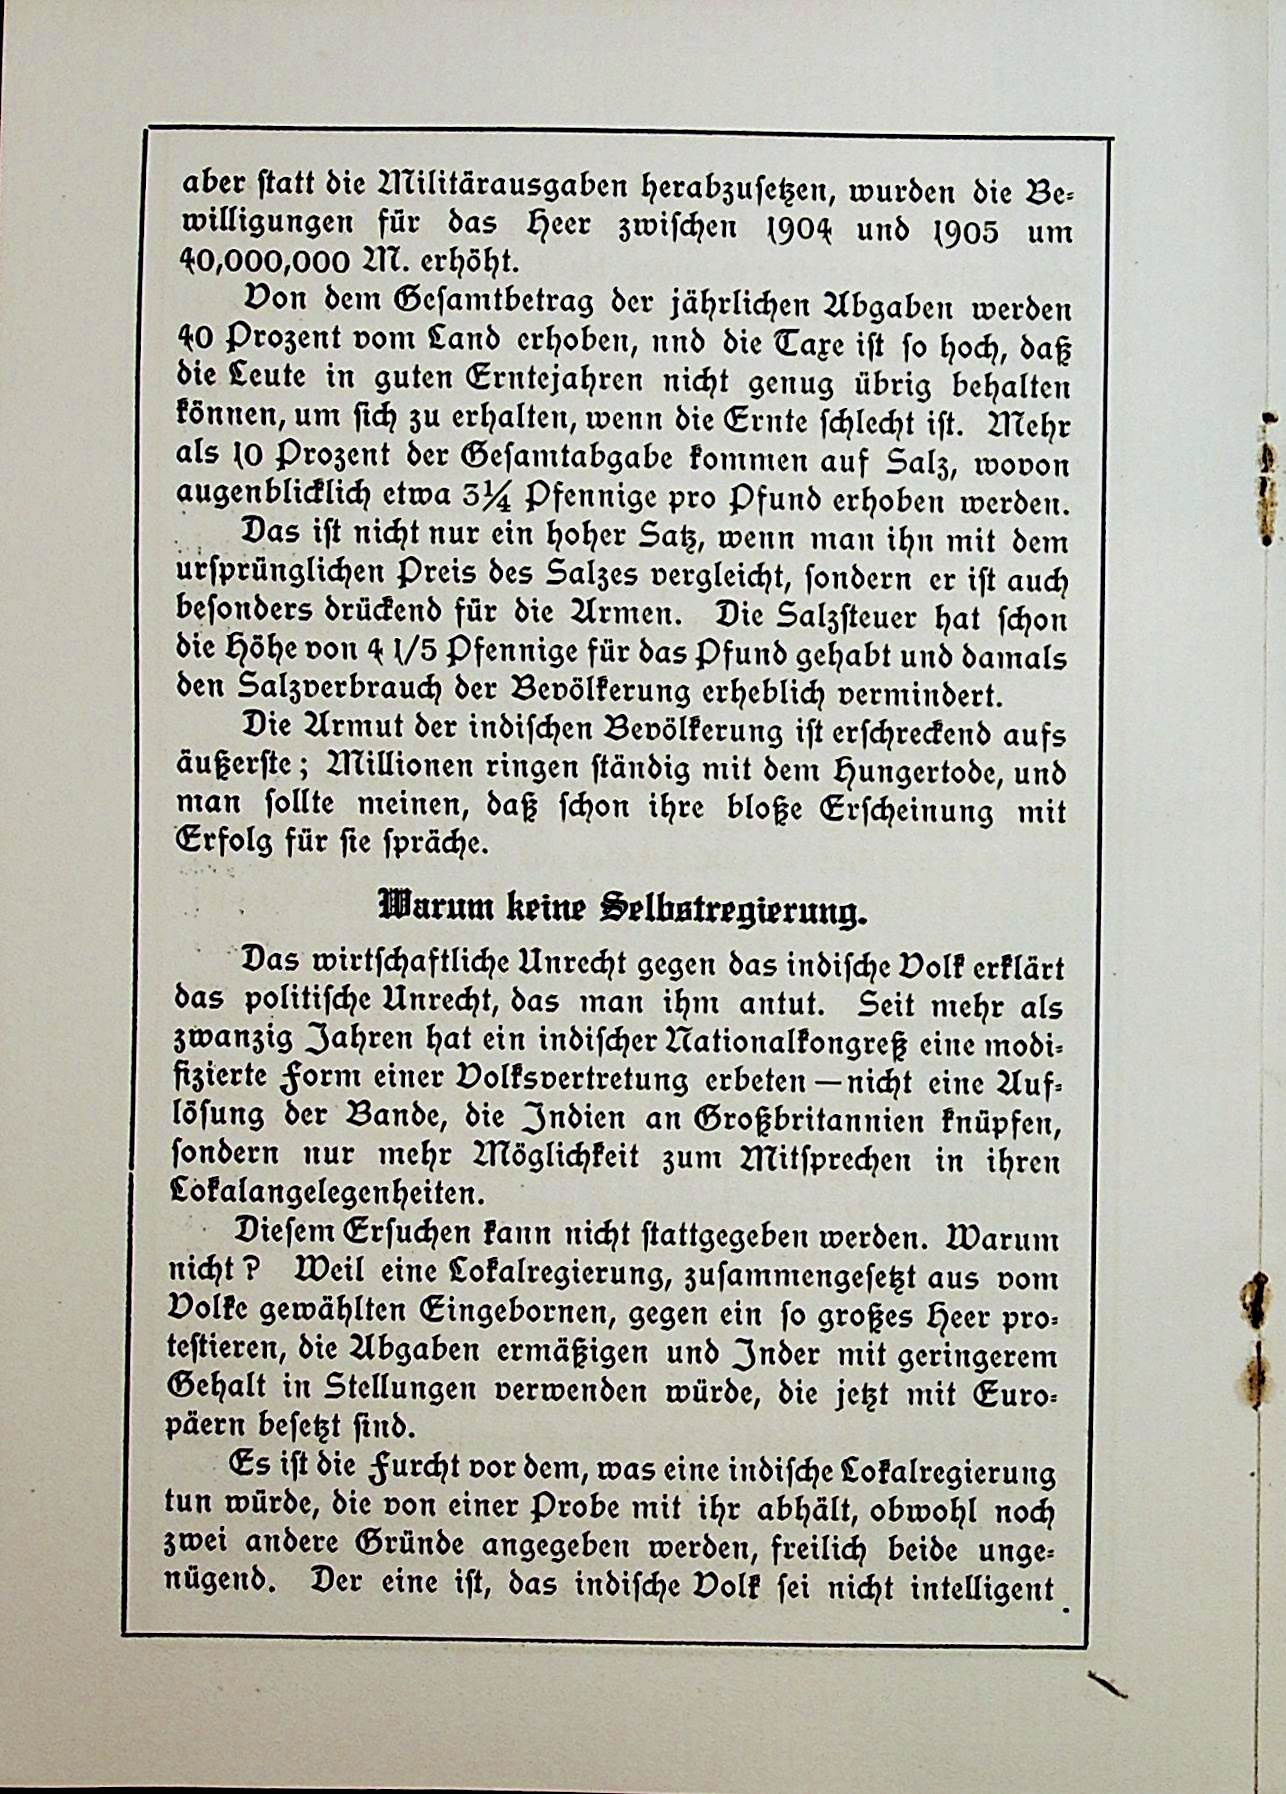 aber statt die Militärausgaben herabzusetzen, wurden die Be-
willigungen für das Heer zwischen 1904 und 1905 um
40,000,000 M. erhöht.
Von dem Gesamtbetrag der jährlichen Abgaben werden
40 Prozent vom Land erhoben, nnd die Taxe ist so hoch, daß
die Leute in guten Erntejahren nicht genug übrig behalten
können, um sich zu erhalten, wenn die Ernte schlecht ist. Mehr
als 10 Prozent der Gesamtabgabe kommen auf Salz, wovon
augenblicklich etwa 3¼ Pfennige pro Pfund erhoben werden.
Das ist nicht nur ein hoher Satz, wenn man ihn mit dem
ursprünglichen Preis des Salzes vergleicht, sondern er ist auch
besonders drückend für die Armen. Die Salzsteuer hat schon
die Höhe von 4 1/5 Pfennige für das Pfund gehabt und damals
den Salzverbrauch der Bevölkerung erheblich vermindert.
Die Armut der indischen Bevölkerung ist erschreckend aufs
äußerste; Millionen ringen ständig mit dem Hungertode, und
man sollte meinen, daß schon ihre bloße Erscheinung mit
Erfolg für sie spräche.
Warum keine Selbstregierung.
Das wirtschaftliche Unrecht gegen das indische Volk erklärt
das politische Unrecht, das man ihm antut. Seit mehr als
zwanzig Jahren hat ein indischer Nationalkongreß eine modi-
fizierte Form einer Volksvertretung erbeten — nicht eine Auf-
lösung der Bande, die Indien an Großbritannien knüpfen,
sondern nur mehr Möglichkeit zum Mitsprechen in ihren
Lokalangelegenheiten.
Diesem Ersuchen kann nicht stattgegeben werden. Warum
nicht? Weil eine Lokalregierung, zusammengesetzt aus vom
Volke gewählten Eingebornen, gegen ein so großes Heer pro-
testieren, die Abgaben ermäßigen und Inder mit geringerem
Gehalt in Stellungen verwenden würde, die jetzt mit Euro-
päern besetzt sind.
Es ist die Furcht vor dem, was eine indische Lokalregierung
tun würde, die von einer Probe mit ihr abhält, obwohl noch
zwei andere Gründe angegeben werden, freilich beide unge-
nügend. Der eine ist, das indische Volk sei nicht intelligent